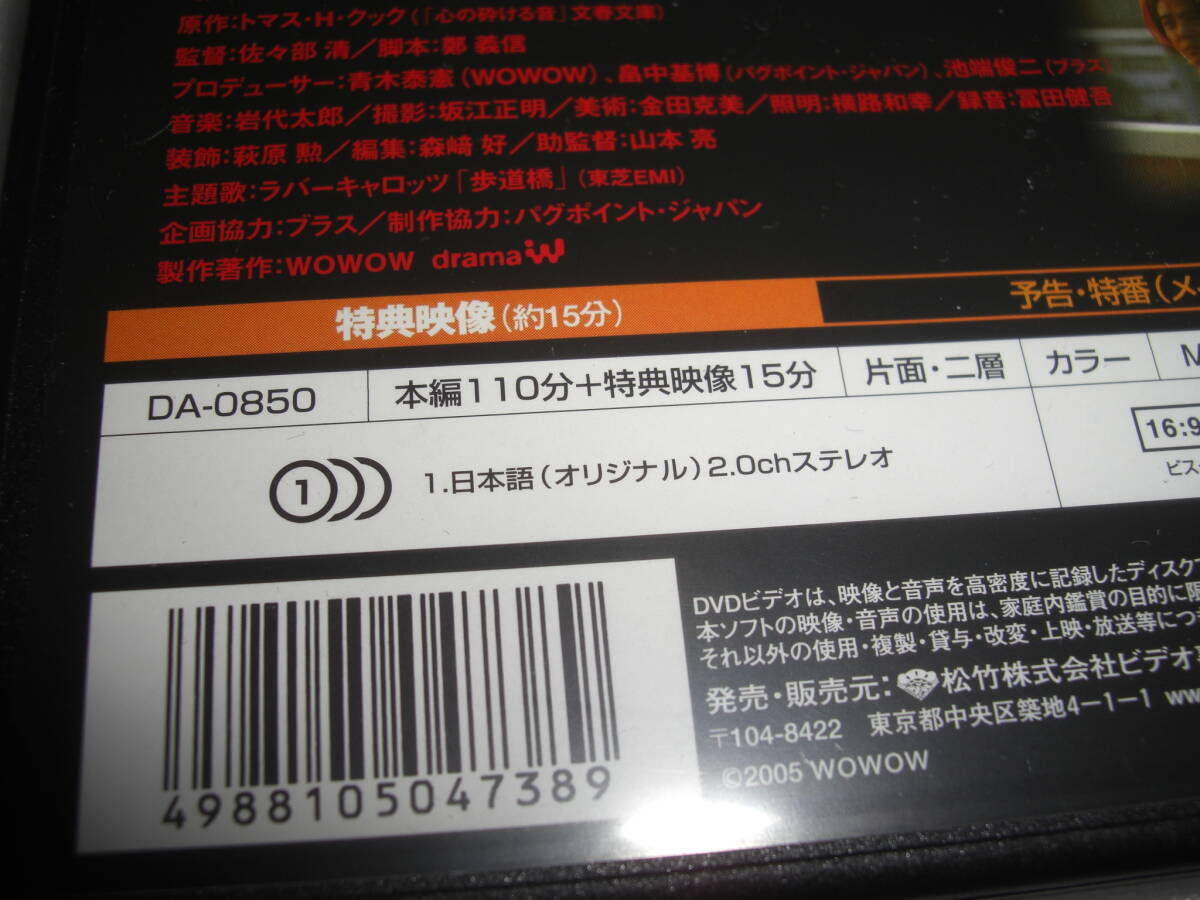 原作:トマス・H・クック(「心の砕ける音」文春文庫)
監督:佐々部 清/脚本:鄭 義信
プロデューサー:青木泰憲(WOWOW)、畠中基博(パグポイント・ジャパン)、池端俊二(ブラス)
音楽:岩代太郎/撮影:坂江正明/美術:金田克美/照明:横路和幸/録音:冨田健吾
装飾:萩原 勲/編集:森﨑 好/助監督:山本 亮
主題歌:ラバーキャロッツ「歩道橋」(東芝EMI)
企画協力:ブラス/制作協力:パグポイント・ジャパン
製作著作:WOWOW dramaW
特典映像(約15分)
予告・特番(メ
DA-0850
本編110分+特典映像15分
片面・二層
カラー
M
1
1.日本語(オリジナル)2.0chステレオ
16:9
ビス
DVDビデオは、映像と音声を高密度に記録したディスクで
本ソフトの映像・音声の使用は、家庭内鑑賞の目的に限
それ以外の使用・複製・貸与・改変・上映・放送等につ
発売・販売元:松竹株式会社ビデオ
〒104-8422 東京都中央区築地4-1-1 ww
©2005 WOWOW
4988105047389